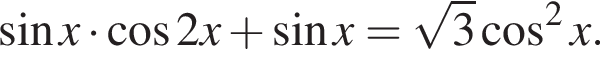 sin x · cos 2x + sin x = √3 cos² x.